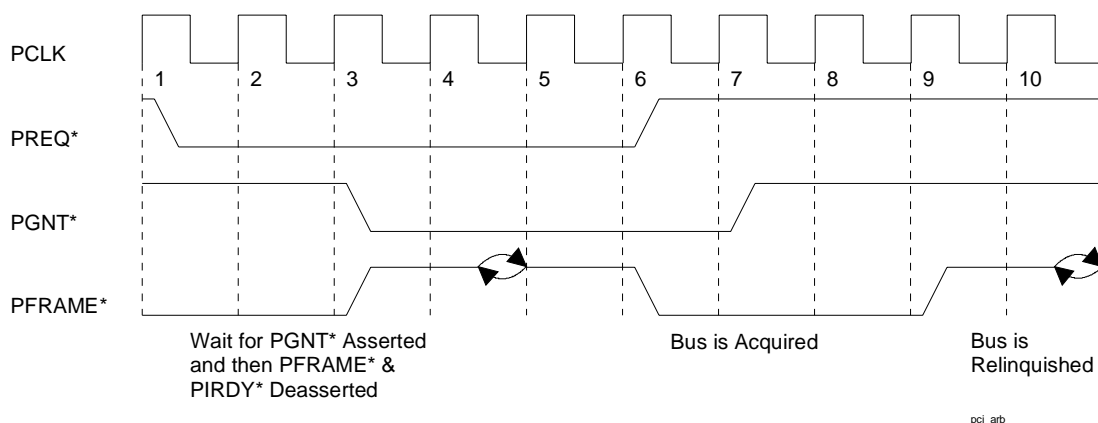 PCLK
1 2 3 4 5 6 7 8 9 10
PREQ*
PGNT*
PFRAME*
Wait for PGNT* Asserted
and then PFRAME* &
PIRDY* Deasserted
Bus is Acquired
Bus is
Relinquished
pci_arb